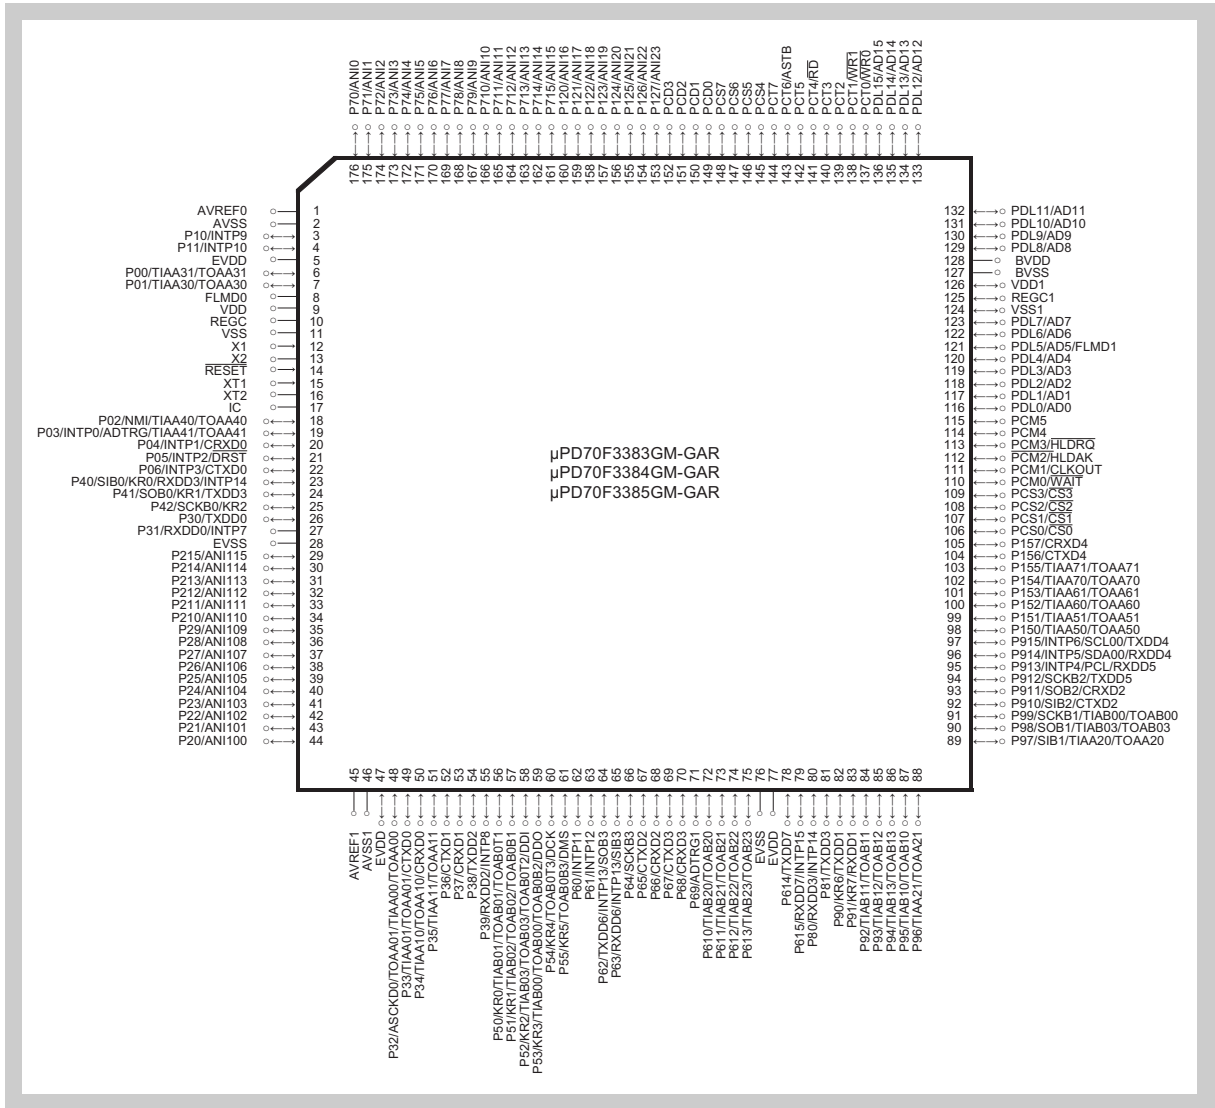 P70/ANI0 176
P71/ANI1 175
P72/ANI2 174
P73/ANI3 173
P74/ANI4 172
P75/ANI5 171
P76/ANI6 170
P77/ANI7 169
P78/ANI8 168
P79/ANI9 167
P710/ANI10 166
P711/ANI11 165
P712/ANI12 164
P713/ANI13 163
P714/ANI14 162
P715/ANI15 161
P120/ANI16 160
P121/ANI17 159
P122/ANI18 158
P123/ANI19 157
P124/ANI20 156
P125/ANI21 155
P126/ANI22 154
P127/ANI23 153
PCD3 152
PCD2 151
PCD1 150
PCD0 149
PCS7 148
PCS6 147
PCS5 146
PCS4 145
PCT7 144
PCT6/ASTB 143
PCT5 142
PCT4/RD 141
PCT3 140
PCT2 139
PCT1/WR1 138
PCT0/WR0 137
PDL15/AD15 136
PDL14/AD14 135
PDL13/AD13 134
PDL12/AD12 133
AVREF0 1
AVSS 2
P10/INTP9 3
P11/INTP10 4
EVDD 5
P00/TIAA31/TOAA31 6
P01/TIAA30/TOAA30 7
FLMD0 8
VDD 9
REGC 10
VSS 11
X1 12
X2 13
RESET 14
XT1 15
XT2 16
IC 17
P02/NMI/TIAA40/TOAA40 18
P03/INTP0/ADTRG/TIAA41/TOAA41 19
P04/INTP1/CRXD0 20
P05/INTP2/DRST 21
P06/INTP3/CTXD0 22
P40/SIB0/KR0/RXDD3/INTP14 23
P41/SOB0/KR1/TXDD3 24
P42/SCKB0/KR2 25
P30/TXDD0 26
P31/RXDD0/INTP7 27
EVSS 28
P215/ANI115 29
P214/ANI114 30
P213/ANI113 31
P212/ANI112 32
P211/ANI111 33
P210/ANI110 34
P29/ANI109 35
P28/ANI108 36
P27/ANI107 37
P26/ANI106 38
P25/ANI105 39
P24/ANI104 40
P23/ANI103 41
P22/ANI102 42
P21/ANI101 43
P20/ANI100 44
µPD70F3383GM-GAR
µPD70F3384GM-GAR
µPD70F3385GM-GAR
132 PDL11/AD11
131 PDL10/AD10
130 PDL9/AD9
129 PDL8/AD8
128 BVDD
127 BVSS
126 VDD1
125 REGC1
124 VSS1
123 PDL7/AD7
122 PDL6/AD6
121 PDL5/AD5/FLMD1
120 PDL4/AD4
119 PDL3/AD3
118 PDL2/AD2
117 PDL1/AD1
116 PDL0/AD0
115 PCM5
114 PCM4
113 PCM3/HLDRQ
112 PCM2/HLDAK
111 PCM1/CLKOUT
110 PCM0/WAIT
109 PCS3/CS3
108 PCS2/CS2
107 PCS1/CS1
106 PCS0/CS0
105 P157/CRXD4
104 P156/CTXD4
103 P155/TIAA71/TOAA71
102 P154/TIAA70/TOAA70
101 P153/TIAA61/TOAA61
100 P152/TIAA60/TOAA60
99 P151/TIAA51/TOAA51
98 P150/TIAA50/TOAA50
97 P915/INTP6/SCL00/TXDD4
96 P914/INTP5/SDA00/RXDD4
95 P913/INTP4/PCL/RXDD5
94 P912/SCKB2/TXDD5
93 P911/SOB2/CRXD2
92 P910/SIB2/CTXD2
91 P99/SCKB1/TIAB00/TOAB00
90 P98/SOB1/TIAB03/TOAB03
89 P97/SIB1/TIAA20/TOAA20
45 AVREF1
46 AVSS1
47 EVDD
48 P32/ASCKD0/TOAA01/TIAA00/TOAA00
49 P33/TIAA01/TOAA01/CTXD0
50 P34/TIAA10/TOAA10/CRXD0
51 P35/TIAA11/TOAA11
52 P36/CTXD1
53 P37/CRXD1
54 P38/TXDD2
55 P39/RXDD2/INTP8
56 P50/KR0/TIAB01/TOAB01/TOAB0T1
57 P51/KR1/TIAB02/TOAB02/TOAB0B1
58 P52/KR2/TIAB03/TOAB03/TOAB0T2/DDI
59 P53/KR3/TIAB00/TOAB00/TOAB0B2/DDO
60 P54/KR4/TOAB0T3/DCK
61 P55/KR5/TOAB0B3/DMS
62 P60/INTP11
63 P61/INTP12
64 P62/TXDD6/INTP13/SOB3
65 P63/RXDD6/INTP13/SIB3
66 P64/SCKB3
67 P65/CTXD2
68 P66/CRXD2
69 P67/CTXD3
70 P68/CRXD3
71 P69/ADTRG1
72 P610/TIAB20/TOAB20
73 P611/TIAB21/TOAB21
74 P612/TIAB22/TOAB22
75 P613/TIAB23/TOAB23
76 EVSS
77 EVDD
78 P614/TXDD7
79 P615/RXDD7/INTP15
80 P80/RXDD3/INTP14
81 P81/TXDD3
82 P90/KR6/TXDD1
83 P91/KR7/RXDD1
84 P92/TIAB11/TOAB11
85 P93/TIAB12/TOAB12
86 P94/TIAB13/TOAB13
87 P95/TIAB10/TOAB10
88 P96/TIAA21/TOAA21